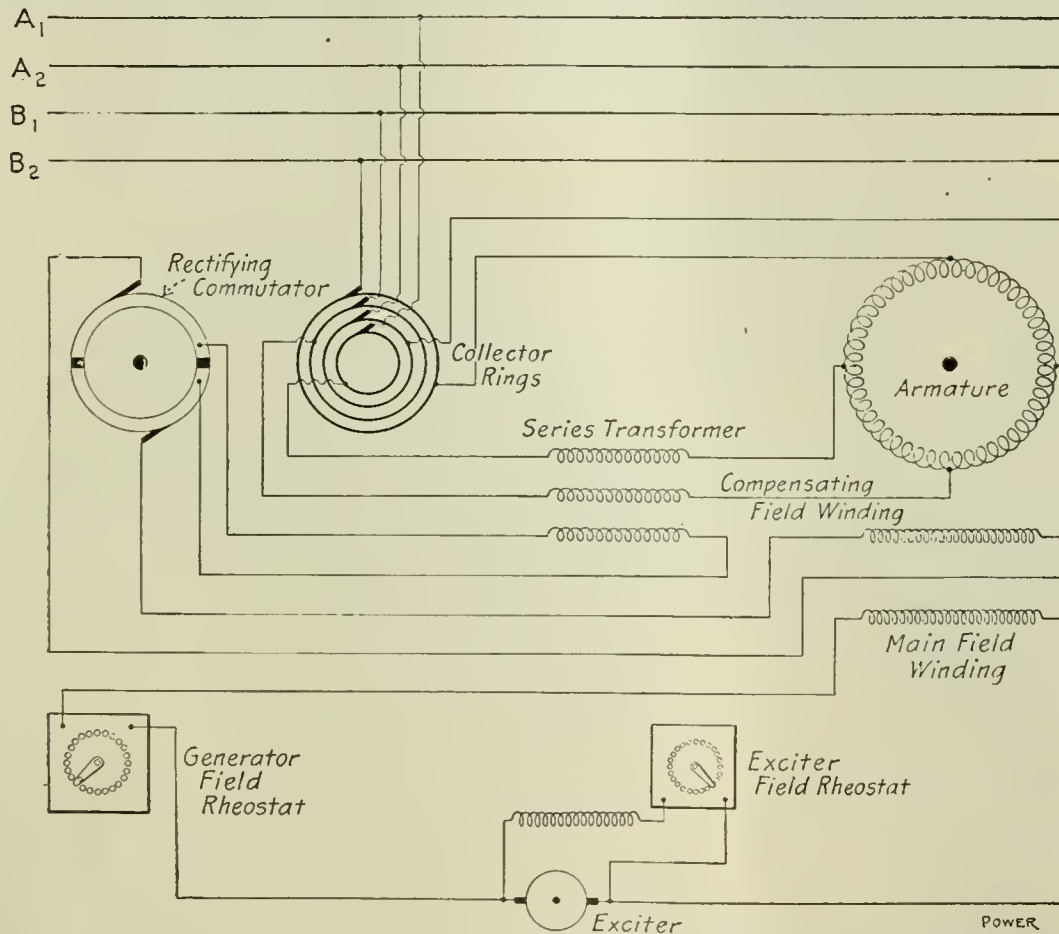 A1
A2
B1
B2
Rectifying
Commutator
Collector
Rings
Armature
Series Transformer
Compensating
Field Winding
Main Field
Winding
Generator
Field
Rheostat
Exciter
Field Rheostat
Exciter
POWER